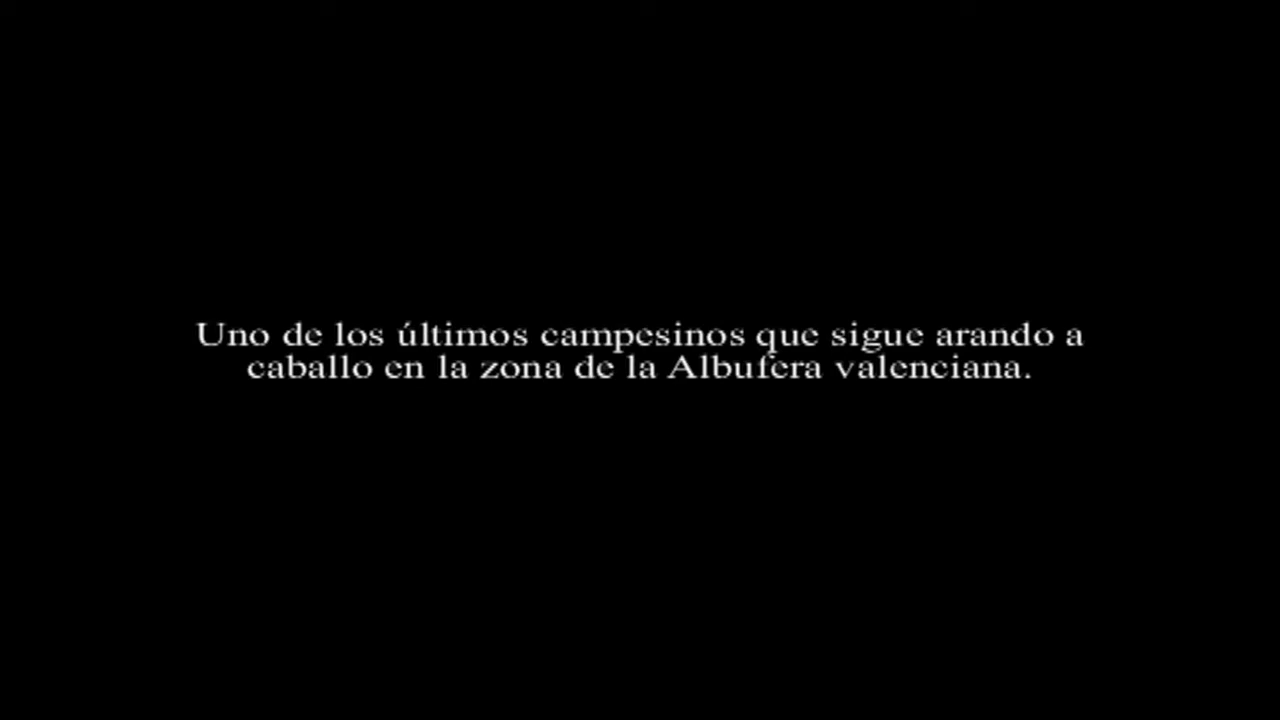 Uno de los últimos campesinos que sigue arando a
caballo en la zona de la Albufera valenciana.